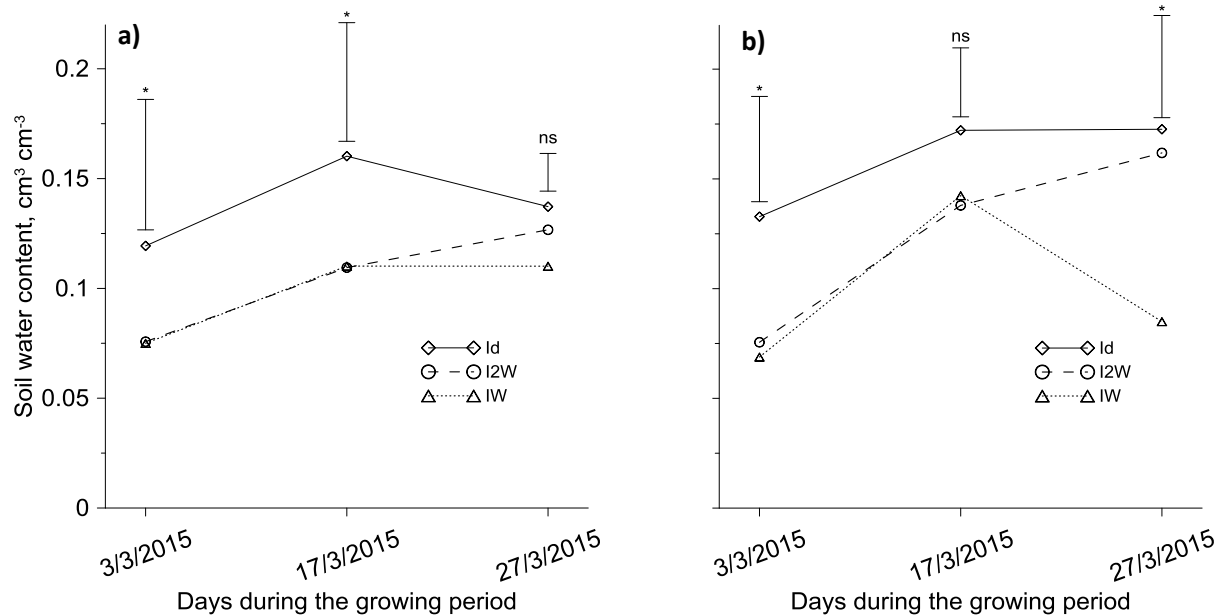 a)
Soil water content, cm³ cm⁻³
0.2
0.15
0.1
0.05
0
*
*
ns
Id
I2W
IW
3/3/2015
17/3/2015
27/3/2015
Days during the growing period
b)
*
ns
*
Id
I2W
IW
3/3/2015
17/3/2015
27/3/2015
Days during the growing period